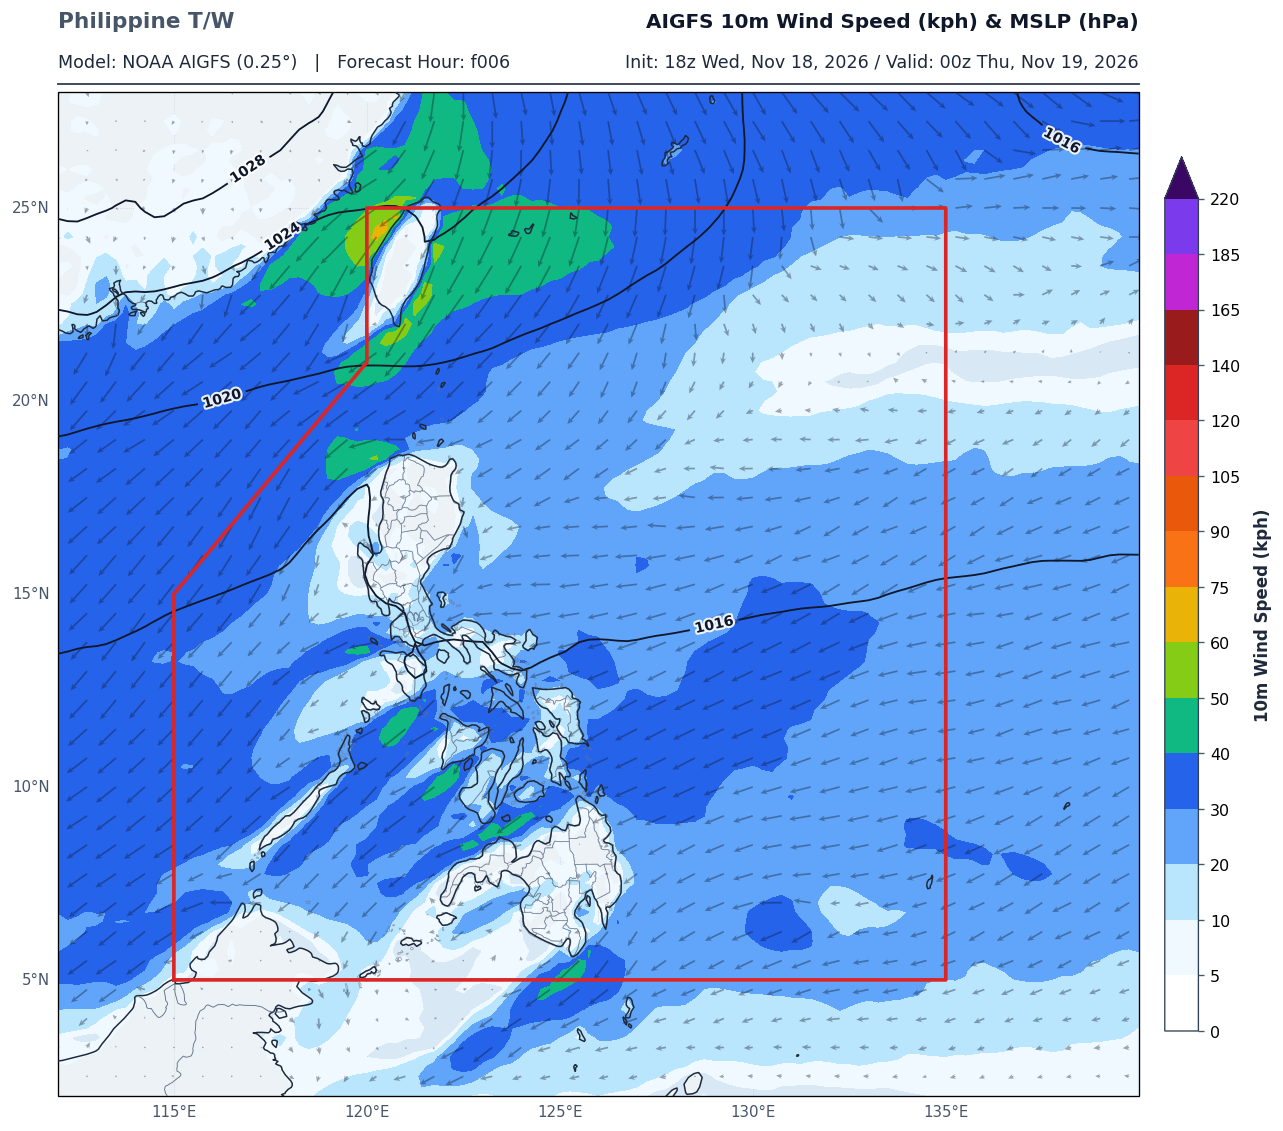 Philippine T/W
AIGFS 10m Wind Speed (kph) & MSLP (hPa)
Model: NOAA AIGFS (0.25°) | Forecast Hour: f006
Init: 18z Wed, Nov 18, 2026 / Valid: 00z Thu, Nov 19, 2026
1028
1016
1024
1020
1016
25°N
20°N
15°N
10°N
5°N
115°E
120°E
125°E
130°E
135°E
220
185
165
140
120
105
90
75
60
50
40
30
20
10
5
0
10m Wind Speed (kph)